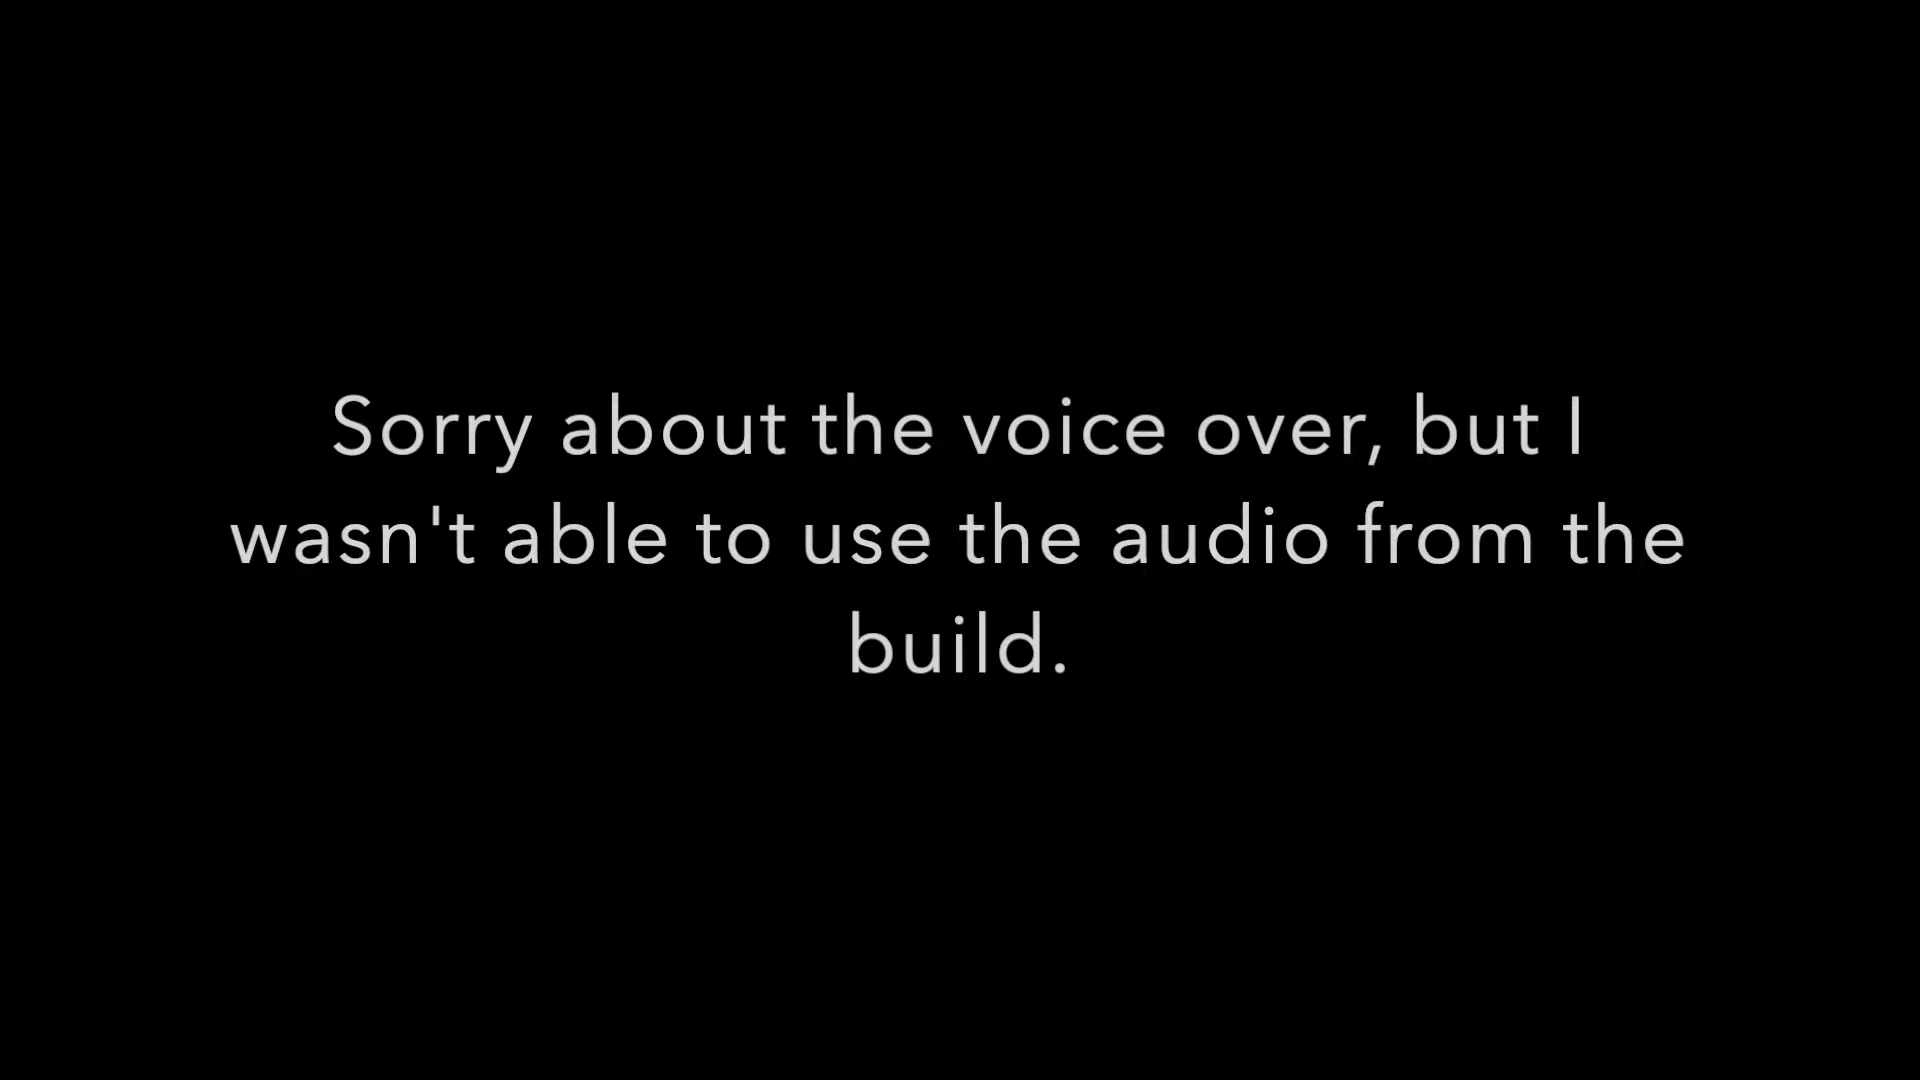 Sorry about the voice over, but I
wasn't able to use the audio from the
build.